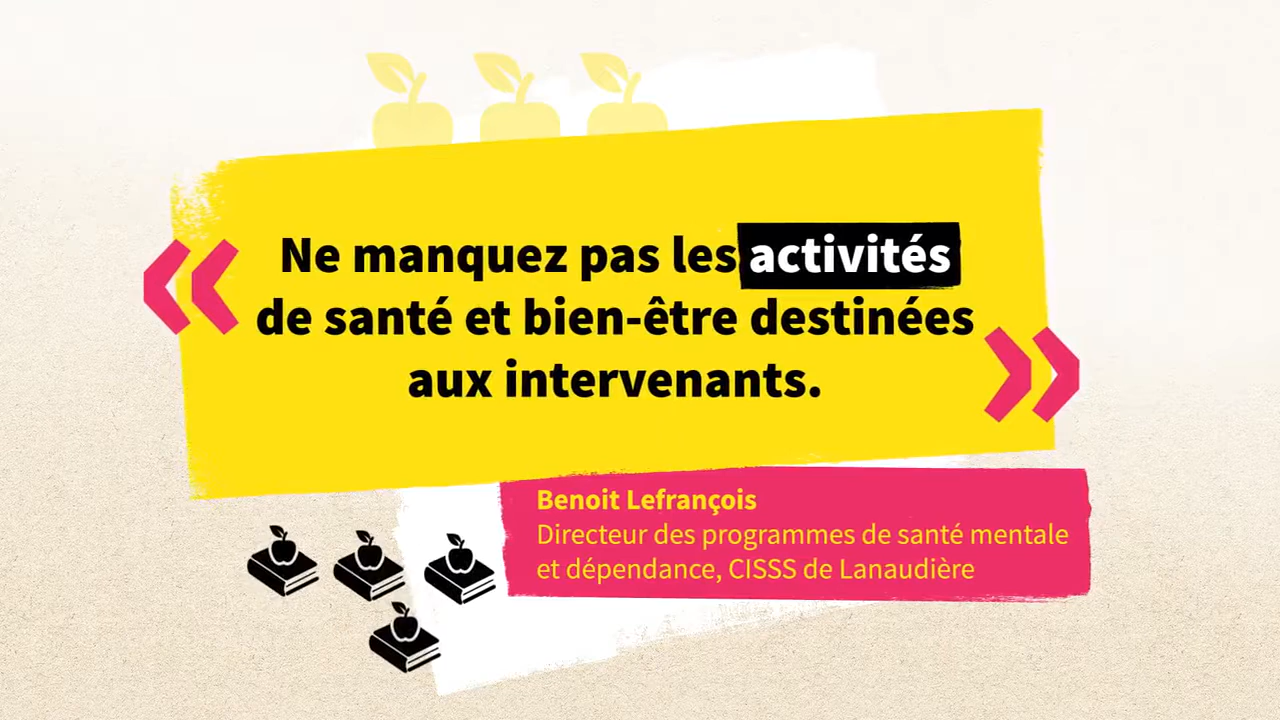 « Ne manquez pas les activités
de santé et bien-être destinées
aux intervenants. »
Benoit Lefrançois
Directeur des programmes de santé mentale
et dépendance, CISSS de Lanaudière